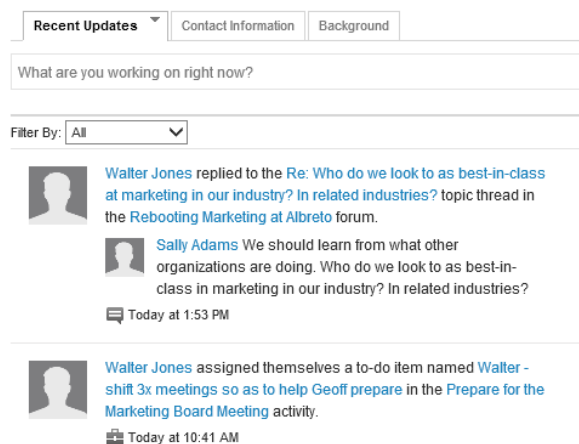 Recent Updates Contact Information Background
What are you working on right now?
Filter By: All
Walter Jones replied to the Re: Who do we look to as best-in-class
at marketing in our industry? In related industries? topic thread in
the Rebooting Marketing at Albreto forum.
Sally Adams We should learn from what other
organizations are doing. Who do we look to as best-in-
class in marketing in our industry? In related industries?
Today at 1:53 PM
Walter Jones assigned themselves a to-do item named Walter -
shift 3x meetings so as to help Geoff prepare in the Prepare for the
Marketing Board Meeting activity.
Today at 10:41 AM